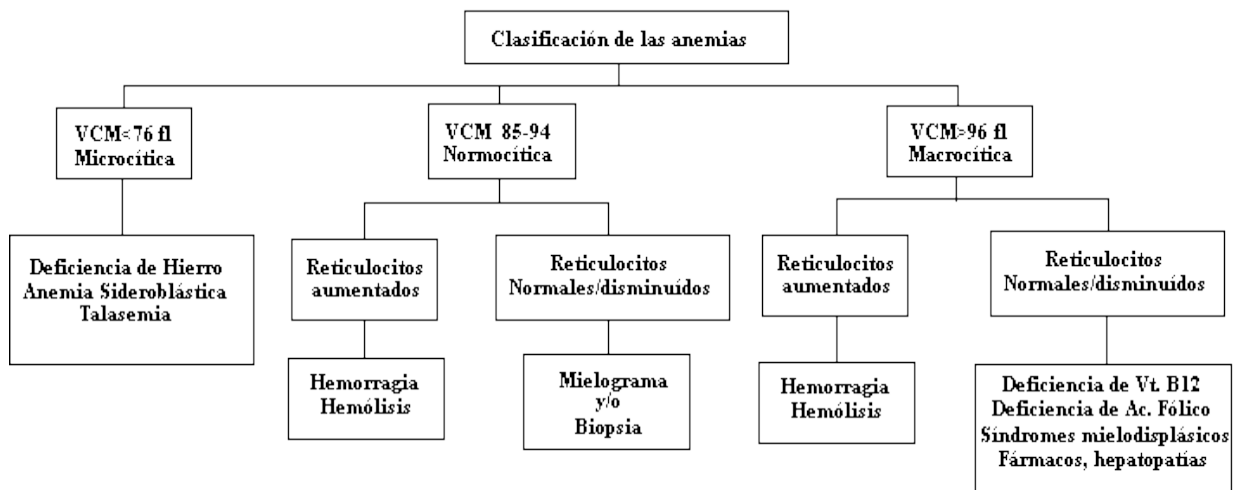 Clasificación de las anemias
VCM<76 fl
Microcítica
VCM 85-94
Normocítica
VCM>96 fl
Macrocítica
Deficiencia de Hierro
Anemia Sideroblástica
Talasemia
Reticulocitos
aumentados
Reticulocitos
Normales/disminuídos
Reticulocitos
aumentados
Reticulocitos
Normales/disminuídos
Hemorragia
Hemólisis
Mielograma
y/o
Biopsia
Hemorragia
Hemólisis
Deficiencia de Vt. B12
Deficiencia de Ac. Fólico
Síndromes mielodisplásicos
Fármacos, hepatopatías